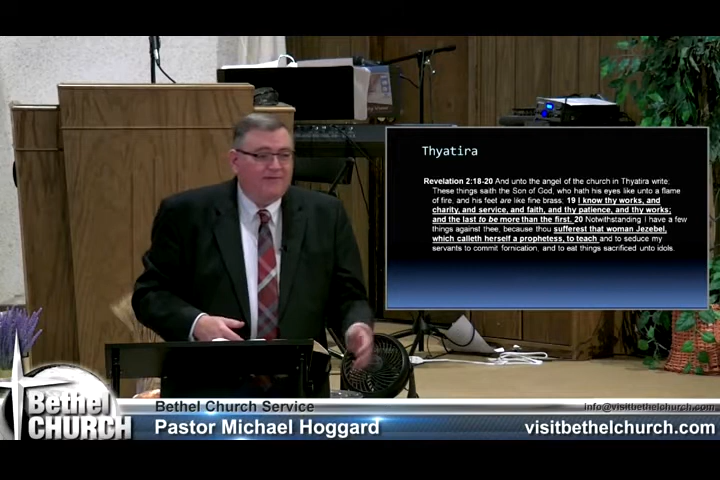 Thyatira
Revelation 2:18-20 And unto the angel of the church in Thyatira write;
These things saith the Son of God, who hath his eyes like unto a flame
of fire, and his feet are like fine brass. 19 I know thy works, and
charity, and service, and faith, and thy patience, and thy works;
and the last to be more than the first. 20 Notwithstanding I have a few
things against thee, because thou sufferest that woman Jezebel,
which calleth herself a prophetess, to teach and to seduce my
servants to commit fornication, and to eat things sacrificed unto idols.
Bethel
CHURCH
Bethel Church Service
info@visitbethelchurch.com
Pastor Michael Hoggard
visitbethelchurch.com